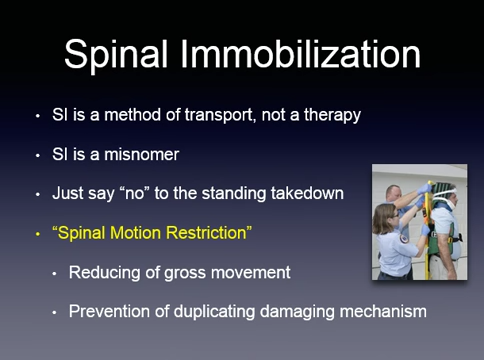 Spinal Immobilization
SI is a method of transport, not a therapy
SI is a misnomer
Just say “no” to the standing takedown
“Spinal Motion Restriction”
Reducing of gross movement
Prevention of duplicating damaging mechanism